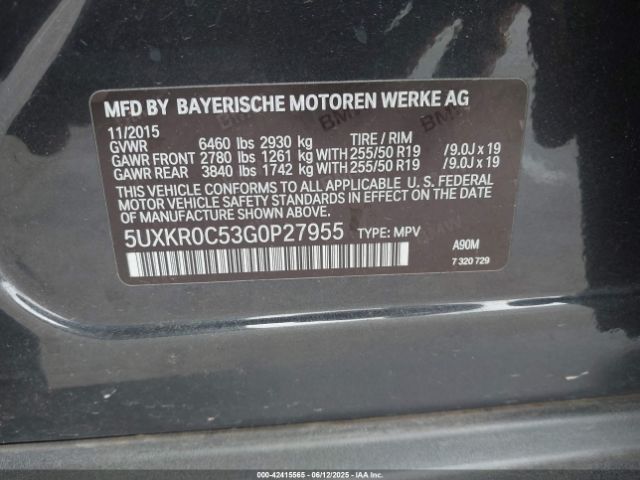 MFD BY BAYERISCHE MOTOREN WERKE AG
11/2015 TIRE / RIM
GVWR 6460 lbs 2930 kg
GAWR FRONT 2780 lbs 1261 kg WITH 255/50 R19 /9.0J x 19
GAWR REAR 3840 lbs 1742 kg WITH 255/50 R19 /9.0J x 19
THIS VEHICLE CONFORMS TO ALL APPLICABLE U. S. FEDERAL
MOTOR VEHICLE SAFETY STANDARDS IN EFFECT ON THE
DATE OF MANUFACTURE SHOWN ABOVE.
5UXKR0C53G0P27955 TYPE: MPV
A90M
7 320 729
000-42415565 - 06/12/2025 - IAAI.COM